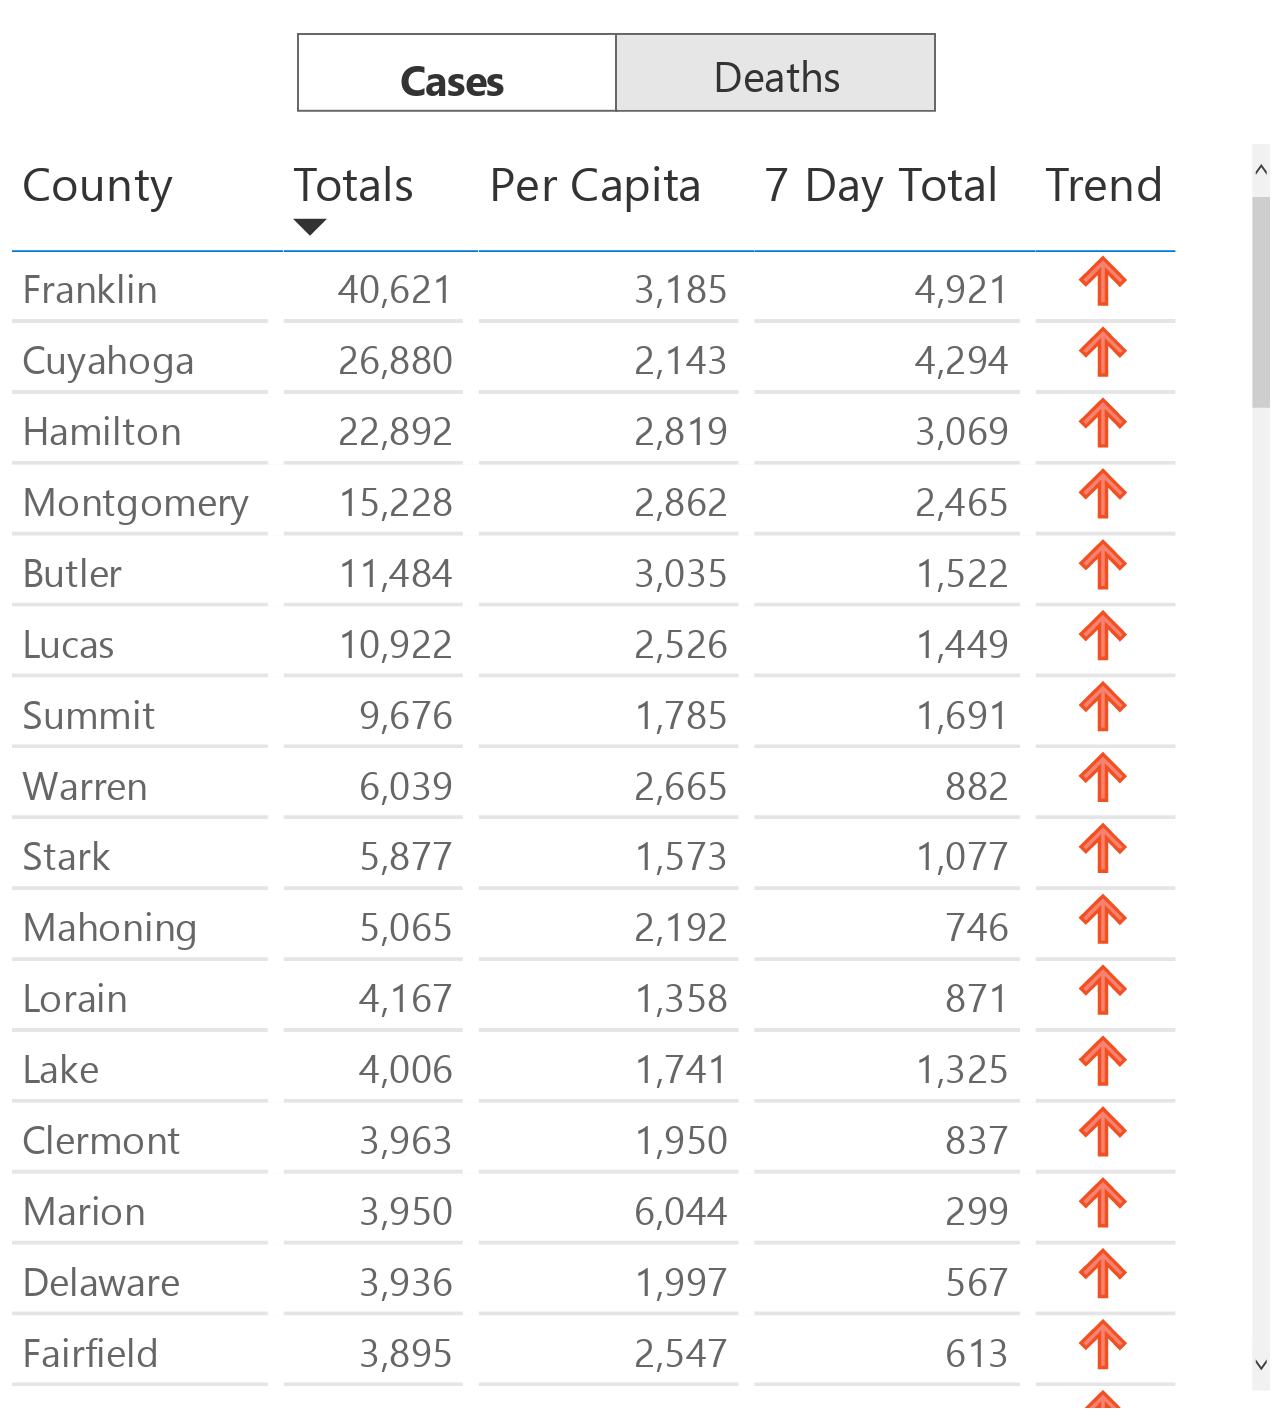 Cases Deaths
County Totals Per Capita 7 Day Total Trend
Franklin 40,621 3,185 4,921
Cuyahoga 26,880 2,143 4,294
Hamilton 22,892 2,819 3,069
Montgomery 15,228 2,862 2,465
Butler 11,484 3,035 1,522
Lucas 10,922 2,526 1,449
Summit 9,676 1,785 1,691
Warren 6,039 2,665 882
Stark 5,877 1,573 1,077
Mahoning 5,065 2,192 746
Lorain 4,167 1,358 871
Lake 4,006 1,741 1,325
Clermont 3,963 1,950 837
Marion 3,950 6,044 299
Delaware 3,936 1,997 567
Fairfield 3,895 2,547 613